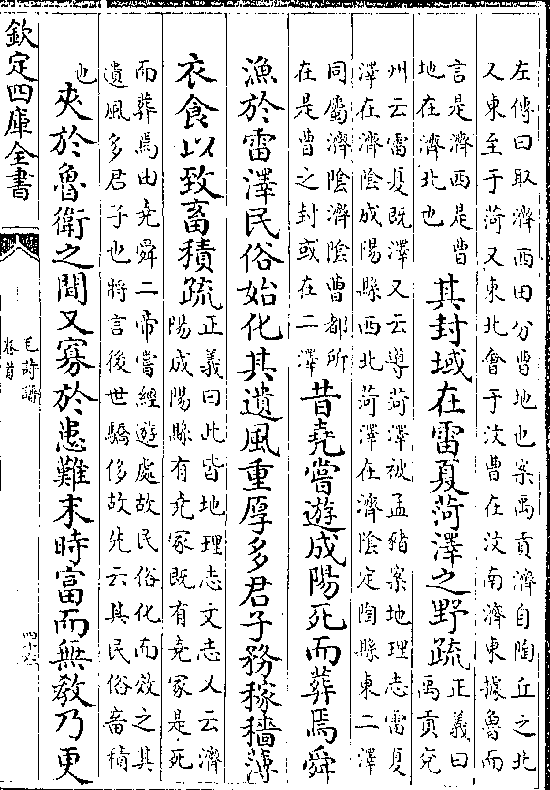 左傳曰取濟西田分曹地也案禹貢濟自陶丘之北
又東至于菏又東北會于汶曹在汶南濟東據魯而
言是濟西是曹
地在濟北也
其封域在雷夏菏澤之野疏
正義曰
禹貢兖
州云雷夏既澤又云導菏澤被孟豬案地理志雷夏
澤在濟陰成陽縣西北菏澤在濟陰定陶縣東二澤
同屬濟陰濟陰曹都所
在是曹之封或在二澤
昔堯嘗遊成陽死而葬焉舜
漁於雷澤民俗始化其遺風重厚多君子務稼穡薄
衣食以致畜積疏
正義曰此皆地理志文志又云濟
陽成陽縣有堯冢既有堯冢是死
而葬焉由堯舜二帝嘗經遊處故民俗化而效之其
遺風多君子也將言後世驕侈故先云其民俗畜積
也
夾於魯衛之間又寡於患難末時富而無教乃更
欽定四庫全書
毛詩譜
卷首